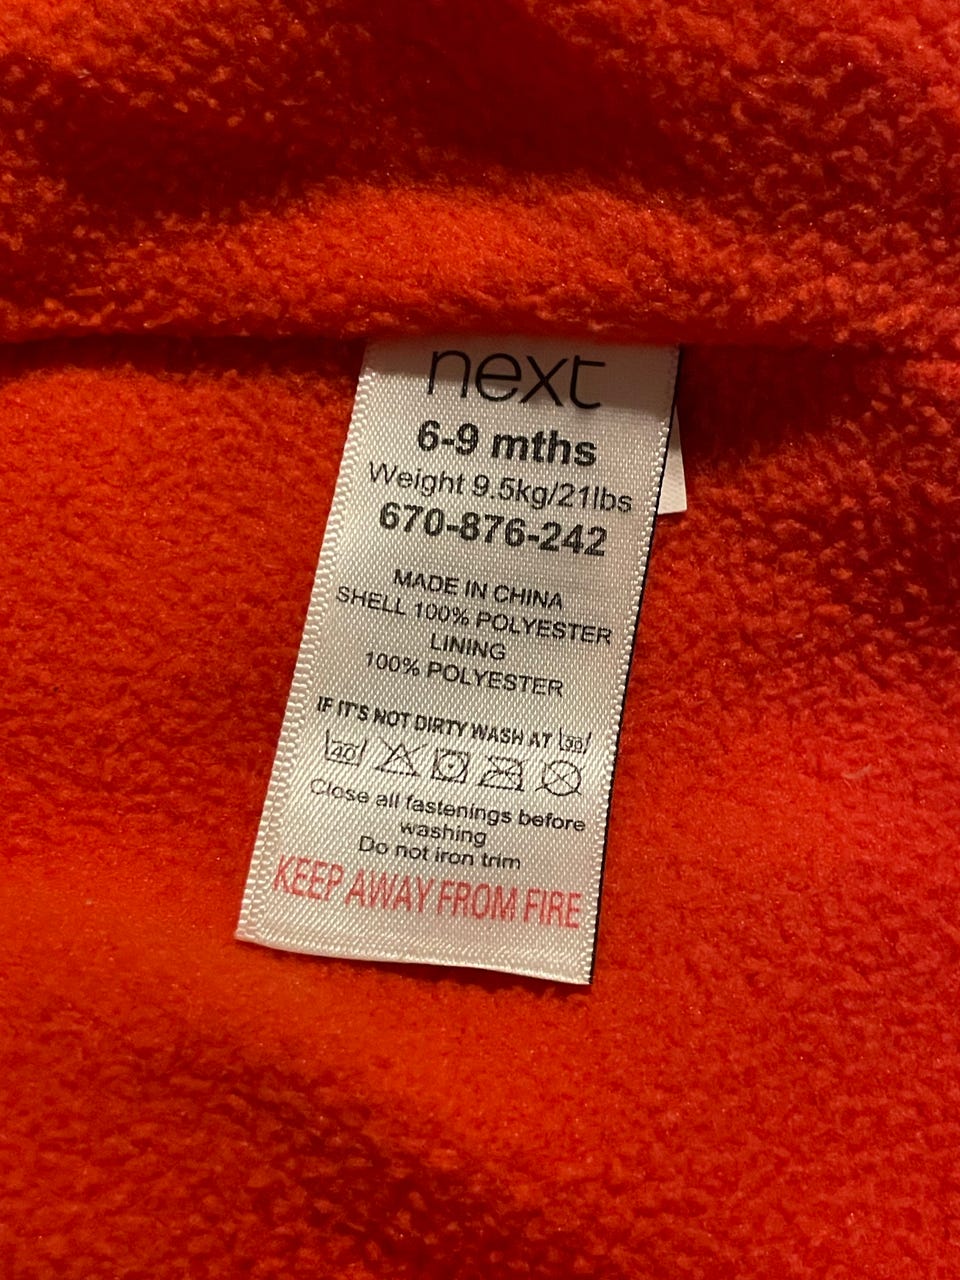 next
6-9 mths
Weight 9.5kg/21lbs
670-876-242
MADE IN CHINA
SHELL 100% POLYESTER
LINING
100% POLYESTER
IF IT'S NOT DIRTY WASH AT 30
40
Close all fastenings before
washing
Do not iron trim
KEEP AWAY FROM FIRE